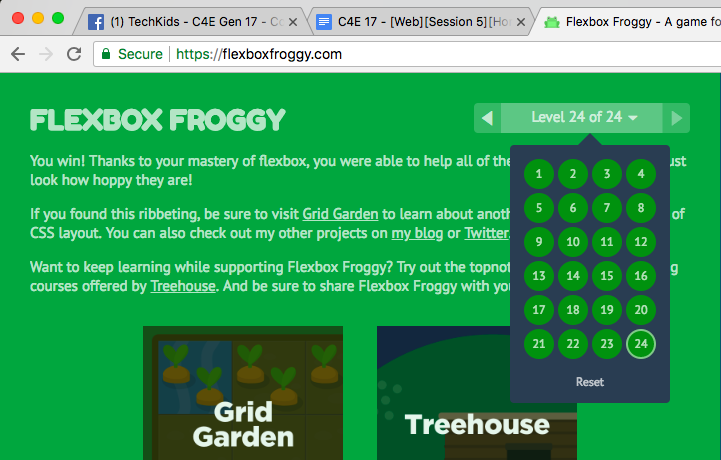 (1) TechKids - C4E Gen 17 - Co
C4E 17 - [Web][Session 5][Ho
Flexbox Froggy - A game fo
Secure https://flexboxfroggy.com
FLEXBOX FROGGY
Level 24 of 24
You win! Thanks to your mastery of flexbox, you were able to help all of the
look how hoppy they are!
If you found this ribbeting, be sure to visit Grid Garden to learn about anoth of
CSS layout. You can also check out my other projects on my blog or Twitter.
Want to keep learning while supporting Flexbox Froggy? Try out the topnot
courses offered by Treehouse. And be sure to share Flexbox Froggy with yo
1 2 3 4
5 6 7 8
9 10 11 12
13 14 15 16
17 18 19 20
21 22 23 24
Reset
Grid
Garden
Treehouse